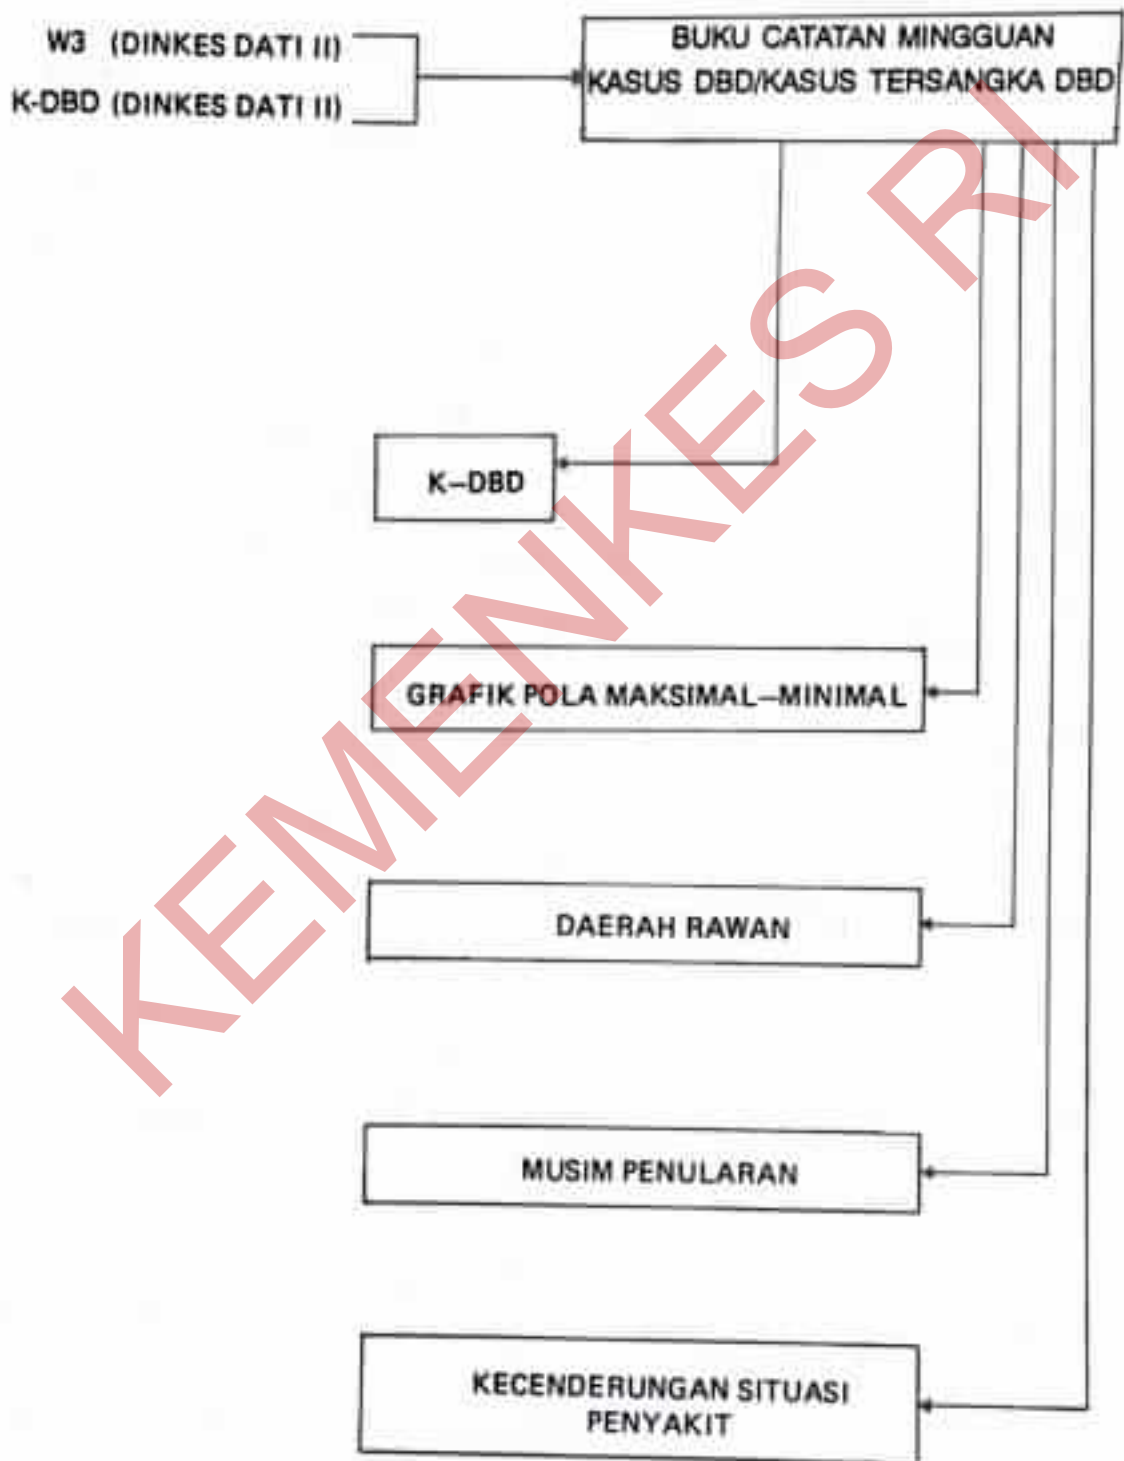 W3 (DINKES DATI II)
K-DBD (DINKES DATI II)
BUKU CATATAN MINGGUAN
KASUS DBD/KASUS TERSANGKA DBD
K–DBD
GRAFIK POLA MAKSIMAL–MINIMAL
DAERAH RAWAN
MUSIM PENULARAN
KECENDERUNGAN SITUASI
PENYAKIT
KEMENKES RI